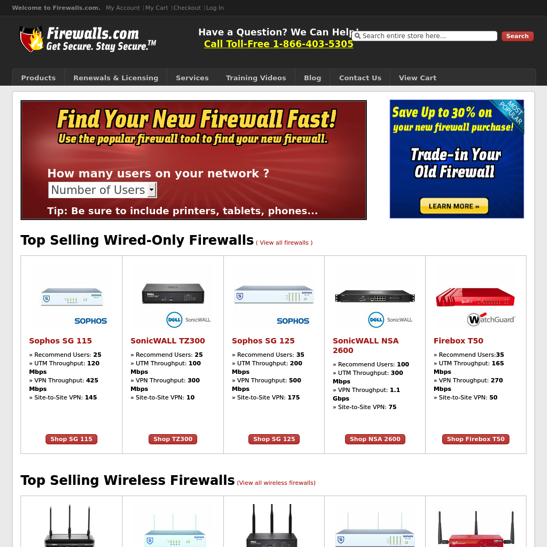 Welcome to Firewalls.com. My Account | My Cart | Checkout | Log In
Firewalls.com
Get Secure. Stay Secure.™
Have a Question? We Can Help!
Call Toll-Free 1-866-403-5305
Search entire store here...
Search
Products Renewals & Licensing Services Training Videos Blog Contact Us View Cart
Find Your New Firewall Fast!
Use the popular firewall tool to find your new firewall.
How many users on your network ?
Number of Users
Tip: Be sure to include printers, tablets, phones...
MOST POPULAR
Save Up to 30% on
your new firewall purchase!
Trade-in Your
Old Firewall
LEARN MORE »
Top Selling Wired-Only Firewalls ( View all firewalls )
SOPHOS
Sophos SG 115
» Recommend Users: 25
» UTM Throughput: 120
Mbps
» VPN Throughput: 425
Mbps
» Site-to-Site VPN: 145
Shop SG 115
DELL SonicWALL
SonicWALL TZ300
» Recommend Users: 25
» UTM Throughput: 100
Mbps
» VPN Throughput: 300
Mbps
» Site-to-Site VPN: 10
Shop TZ300
SOPHOS
Sophos SG 125
» Recommend Users: 35
» UTM Throughput: 200
Mbps
» VPN Throughput: 500
Mbps
» Site-to-Site VPN: 175
Shop SG 125
DELL SonicWALL
SonicWALL NSA
2600
» Recommend Users: 100
» UTM Throughput: 300
Mbps
» VPN Throughput: 1.1
Gbps
» Site-to-Site VPN: 75
Shop NSA 2600
WatchGuard
Firebox T50
» Recommend Users:35
» UTM Throughput: 165
Mbps
» VPN Throughput: 270
Mbps
» Site-to-Site VPN: 50
Shop Firebox T50
Top Selling Wireless Firewalls (View all wireless firewalls)